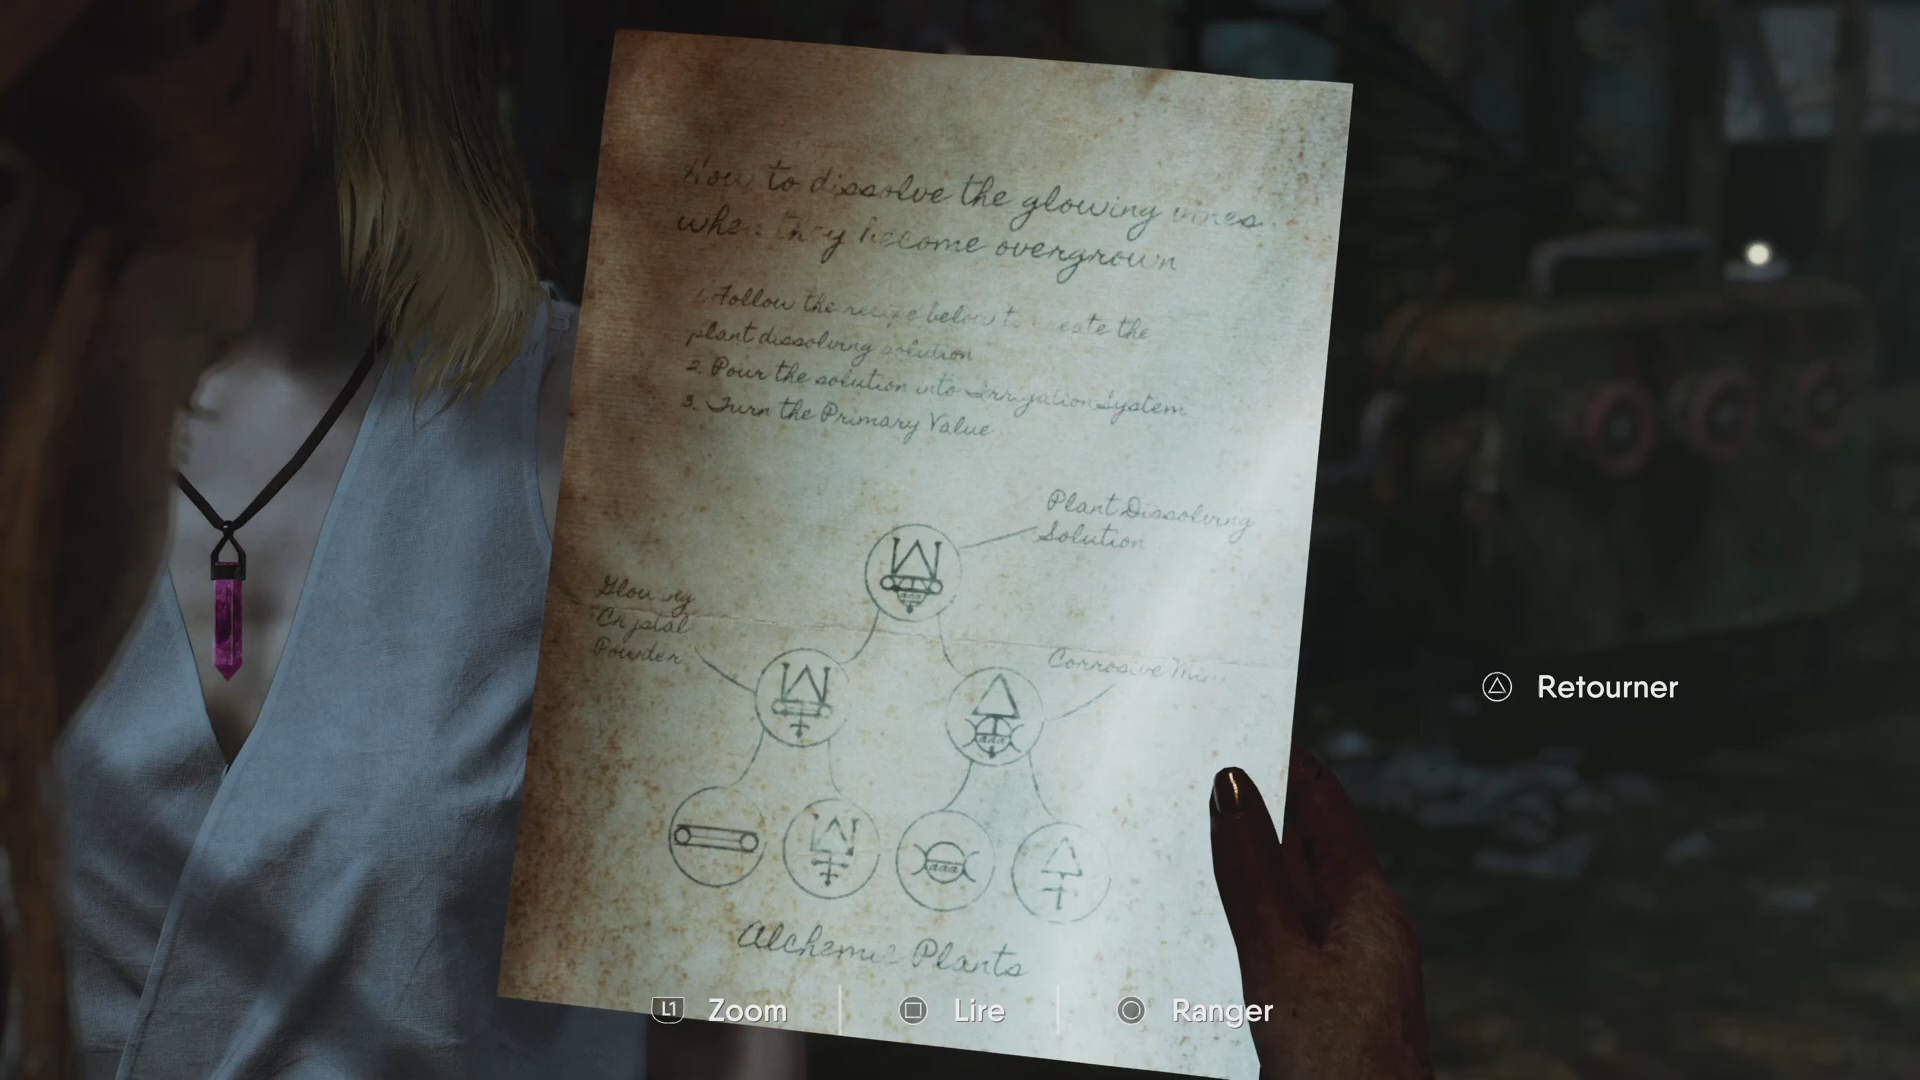 How to dissolve the glowing vines
when they become overgrown
1. Follow the recipe below to create the
plant dissolving solution
2. Pour the solution into Irrigation System
3. Turn the Primary Value
Plant Dissolving
Solution
Glowing
Crystal
Powder
Corrosive
Alchemic Plants
Retourner
L1 Zoom
Lire
Ranger